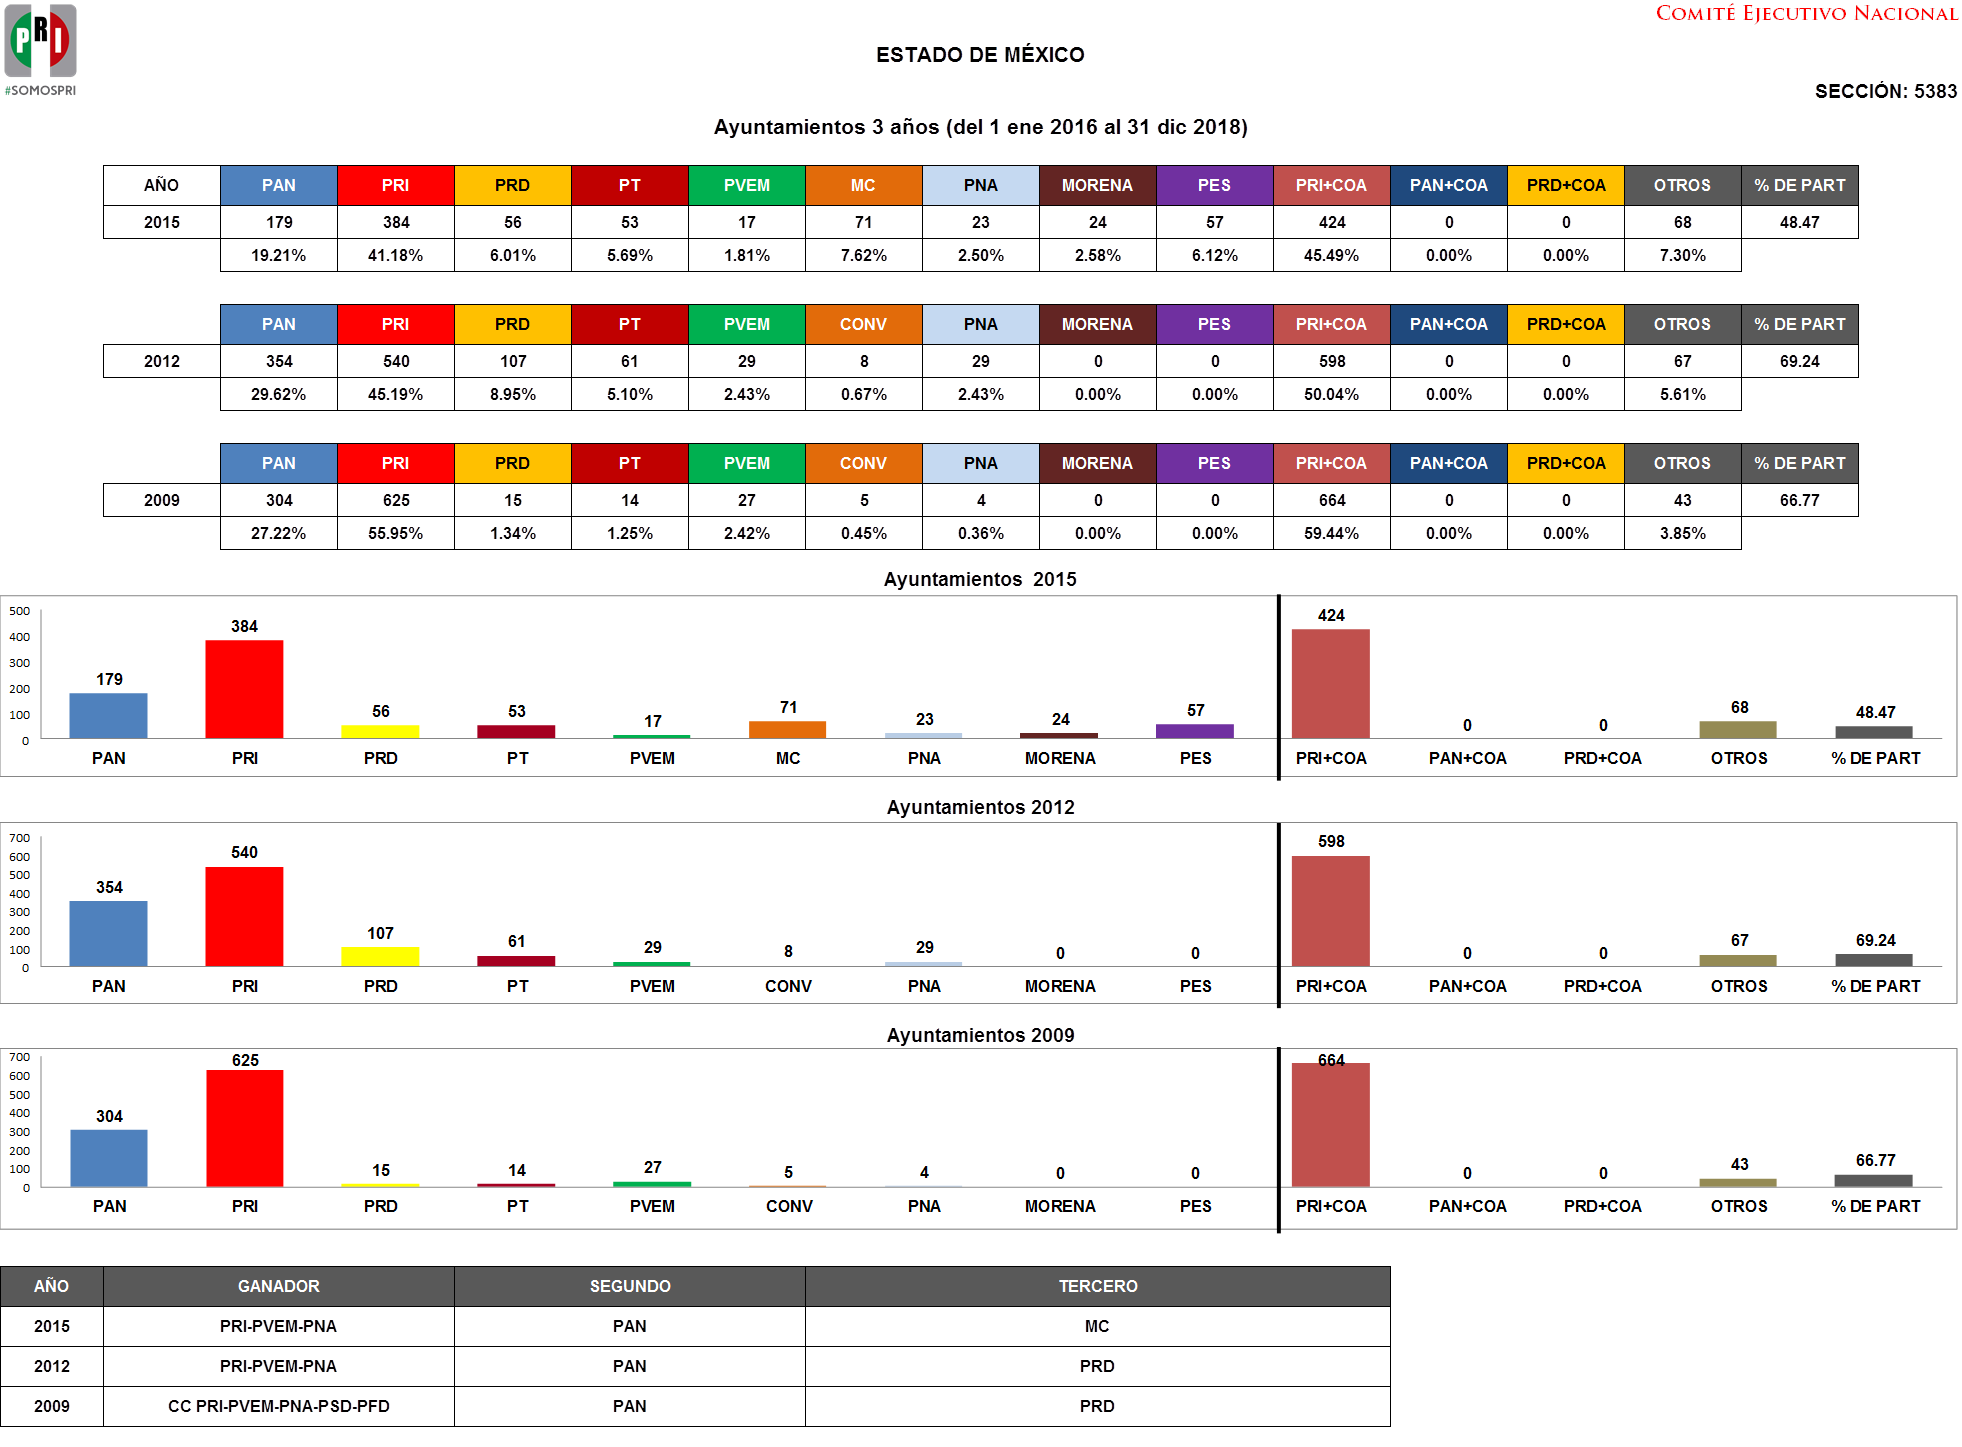 PRI
#SOMOSPRI
COMITÉ EJECUTIVO NACIONAL
ESTADO DE MÉXICO
SECCIÓN: 5383
Ayuntamientos 3 años (del 1 ene 2016 al 31 dic 2018)
AÑO PAN PRI PRD PT PVEM MC PNA MORENA PES PRI+COA PAN+COA PRD+COA OTROS % DE PART
2015 179 384 56 53 17 71 23 24 57 424 0 0 68 48.47
19.21% 41.18% 6.01% 5.69% 1.81% 7.62% 2.50% 2.58% 6.12% 45.49% 0.00% 0.00% 7.30%
PAN PRI PRD PT PVEM CONV PNA MORENA PES PRI+COA PAN+COA PRD+COA OTROS % DE PART
2012 354 540 107 61 29 8 29 0 0 598 0 0 67 69.24
29.62% 45.19% 8.95% 5.10% 2.43% 0.67% 2.43% 0.00% 0.00% 50.04% 0.00% 0.00% 5.61%
PAN PRI PRD PT PVEM CONV PNA MORENA PES PRI+COA PAN+COA PRD+COA OTROS % DE PART
2009 304 625 15 14 27 5 4 0 0 664 0 0 43 66.77
27.22% 55.95% 1.34% 1.25% 2.42% 0.45% 0.36% 0.00% 0.00% 59.44% 0.00% 0.00% 3.85%
Ayuntamientos 2015
500
400
300
200
100
0
179 384 56 53 17 71 23 24 57 424 0 0 68 48.47
PAN PRI PRD PT PVEM MC PNA MORENA PES PRI+COA PAN+COA PRD+COA OTROS % DE PART
Ayuntamientos 2012
700
600
500
400
300
200
100
0
354 540 107 61 29 8 29 0 0 598 0 0 67 69.24
PAN PRI PRD PT PVEM CONV PNA MORENA PES PRI+COA PAN+COA PRD+COA OTROS % DE PART
Ayuntamientos 2009
700
600
500
400
300
200
100
0
304 625 15 14 27 5 4 0 0 664 0 0 43 66.77
PAN PRI PRD PT PVEM CONV PNA MORENA PES PRI+COA PAN+COA PRD+COA OTROS % DE PART
AÑO GANADOR SEGUNDO TERCERO
2015 PRI-PVEM-PNA PAN MC
2012 PRI-PVEM-PNA PAN PRD
2009 CC PRI-PVEM-PNA-PSD-PFD PAN PRD